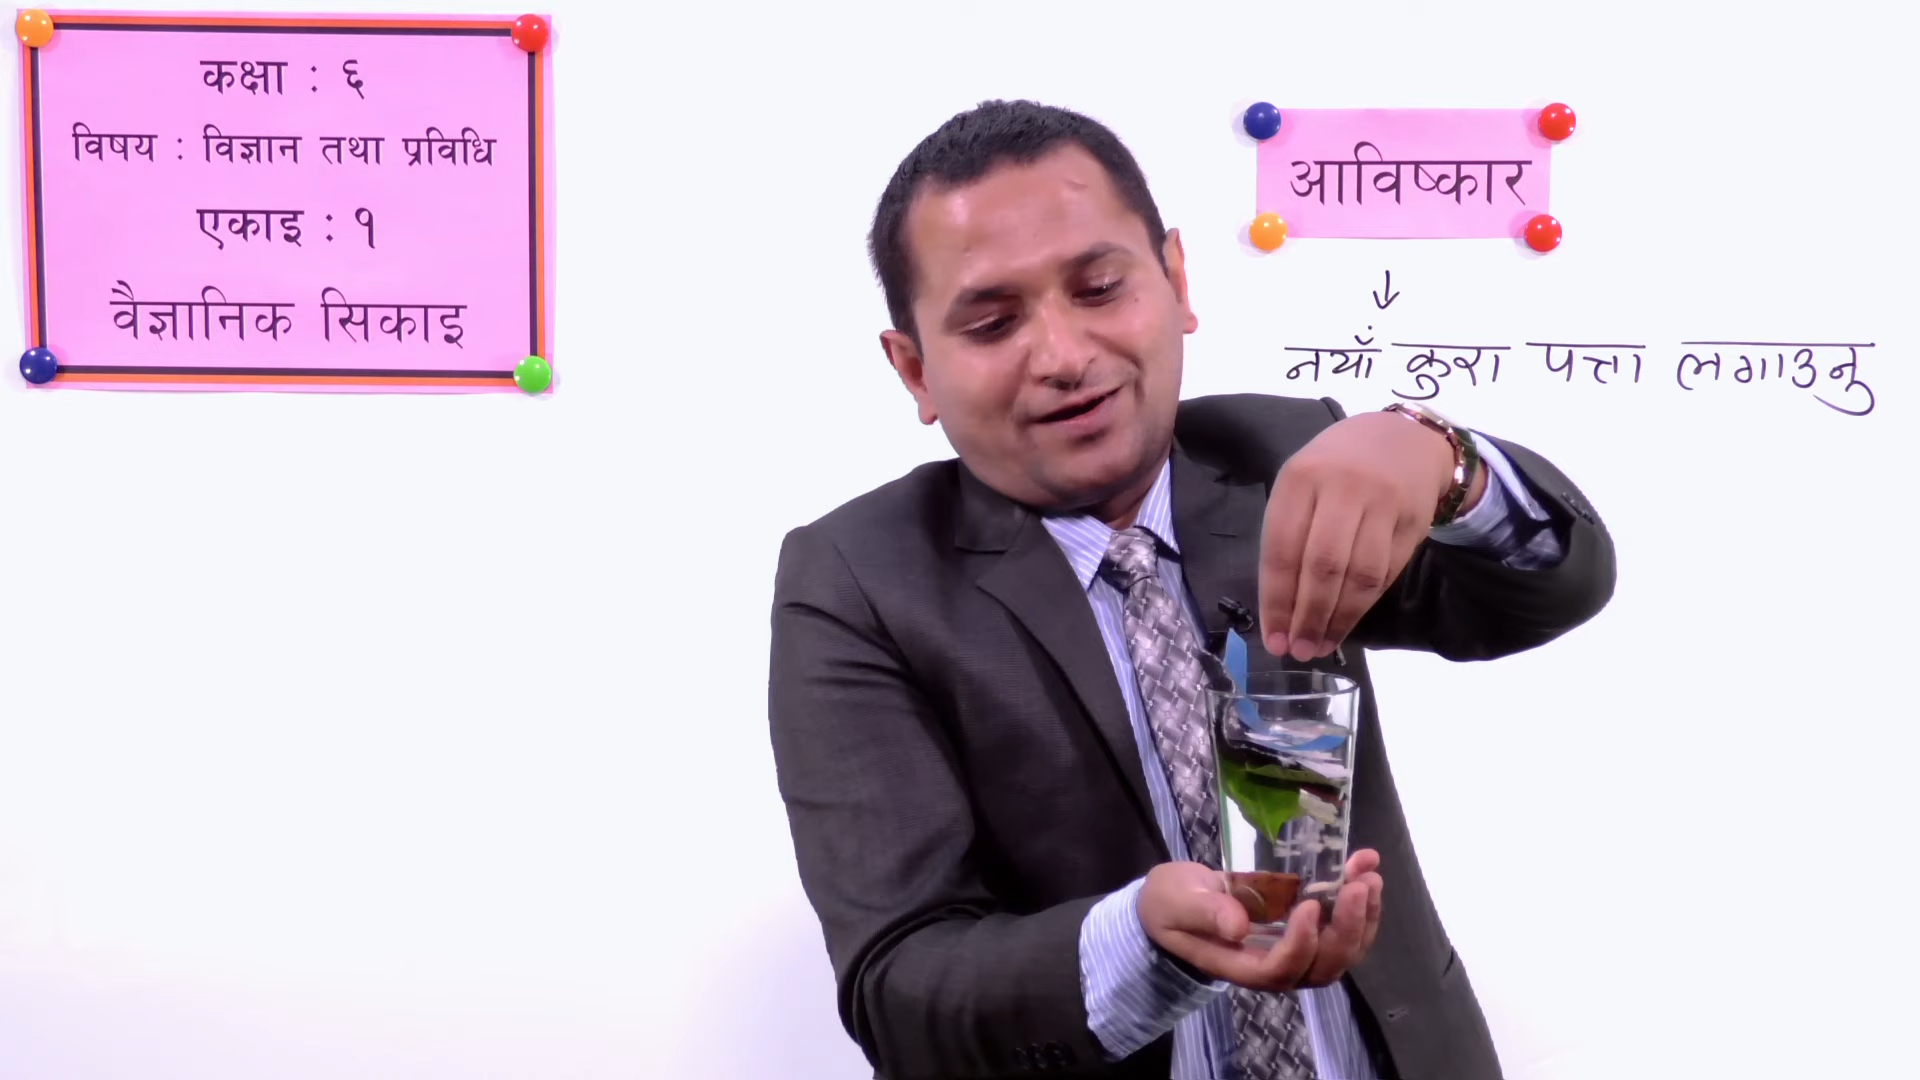 कक्षा : ६
विषय : विज्ञान तथा प्रविधि
एकाइ : १
वैज्ञानिक सिकाइ
आविष्कार
↓
नयाँ कुरा पत्ता लगाउनु